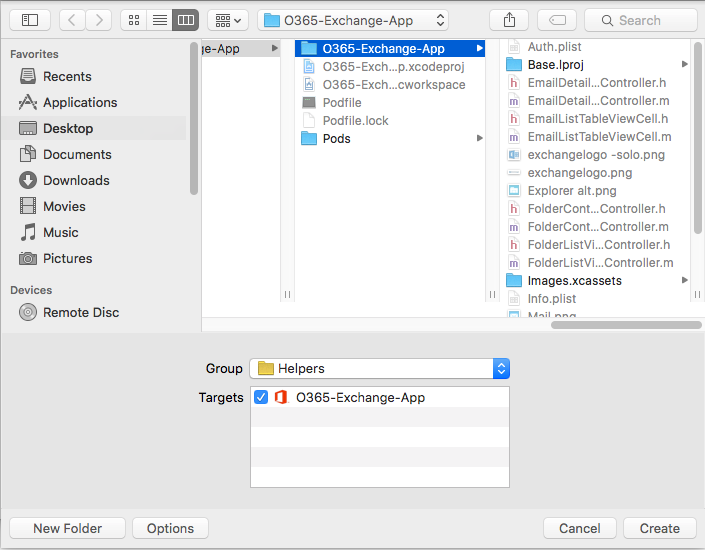 O365-Exchange-App
Search
Favorites
Recents
Applications
Desktop
Documents
Downloads
Movies
Music
Pictures
Devices
Remote Disc
ge-App
O365-Exchange-App
O365-Exch...p.xcodeproj
O365-Exch...cworkspace
Podfile
Podfile.lock
Pods
Auth.plist
Base.lproj
EmailDetail...Controller.h
EmailDetail...Controller.m
EmailListTableViewCell.h
EmailListTableViewCell.m
exchangelogo -solo.png
exchangelogo.png
Explorer alt.png
FolderCont...Controller.h
FolderCont...Controller.m
FolderListVi...Controller.h
FolderListVi...Controller.m
Images.xcassets
Info.plist
Mail.png
Group
Helpers
Targets
O365-Exchange-App
New Folder
Options
Cancel
Create